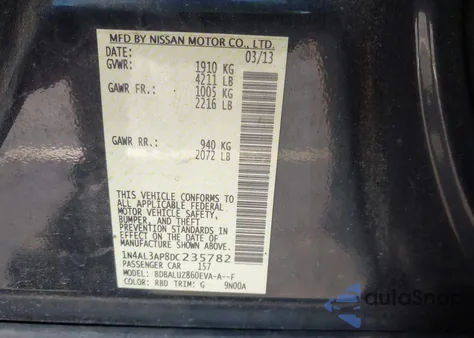 MFD BY NISSAN MOTOR CO., LTD.
DATE: 03/13
GVWR: 1910 KG
4211 LB
GAWR FR.: 1005 KG
2216 LB
GAWR RR.: 940 KG
2072 LB
THIS VEHICLE CONFORMS TO
ALL APPLICABLE FEDERAL
MOTOR VEHICLE SAFETY,
BUMPER, AND THEFT
PREVENTION STANDARDS IN
EFFECT ON THE DATE OF
MANUFACTURE SHOWN ABOVE.
1N4AL3AP8DC235782
PASSENGER CAR 157
MODEL: BDBALUZ860EVA-A--F
COLOR: RBD TRIM: G 9N00A
AutoSnap